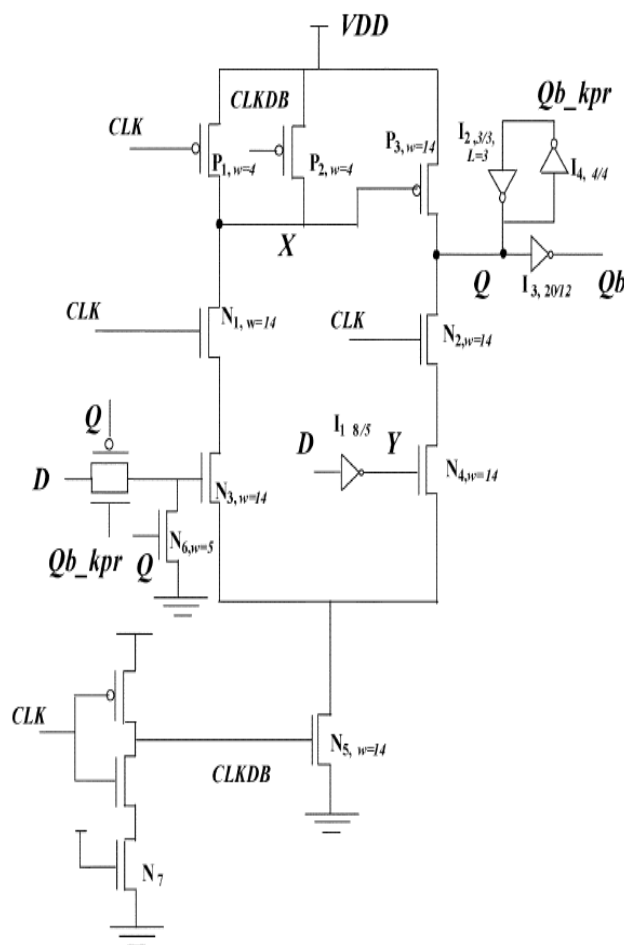 VDD
CLKDB
Qb_kpr
CLK
P1, w=4
P2, w=4
P3, w=14
I2, 3/3, L=3
I4, 4/4
X
Q
I3, 20/12
Qb
CLK
N1, w=14
CLK
N2, w=14
Q
D
I1 8/5
Y
D
N3, w=14
N4, w=14
Qb_kpr
Q
N6, w=5
CLK
CLKDB
N5, w=14
N7